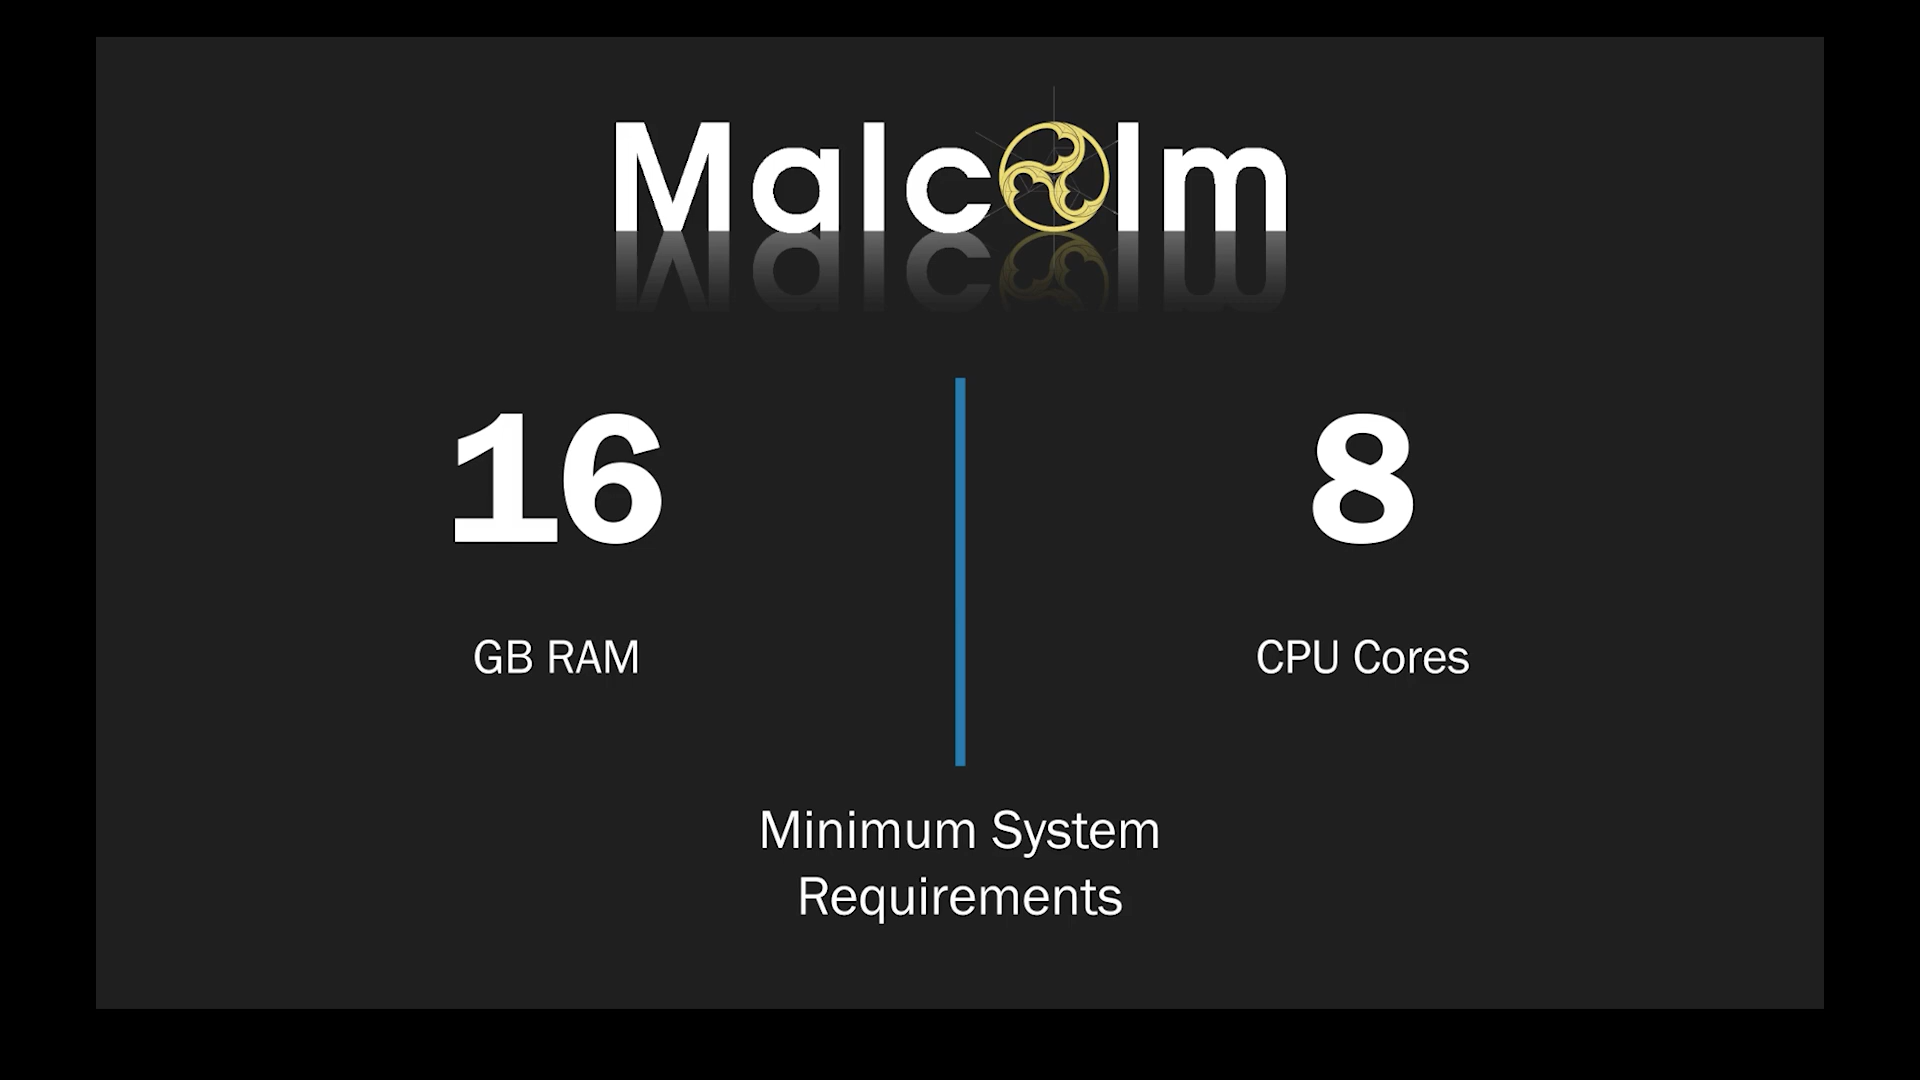 Malcolm
16
GB RAM
8
CPU Cores
Minimum System
Requirements